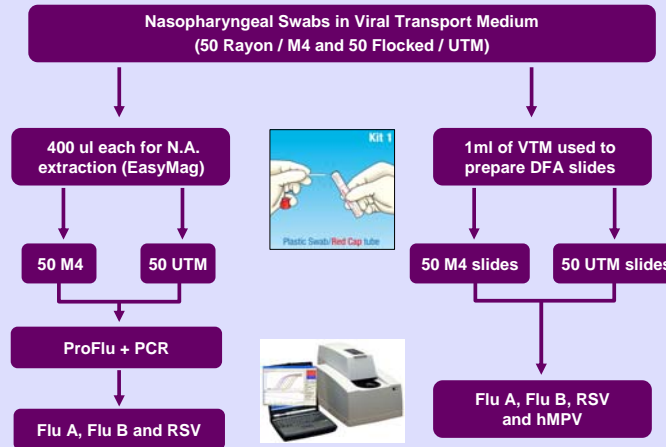 Nasopharyngeal Swabs in Viral Transport Medium
(50 Rayon / M4 and 50 Flocked / UTM)
400 ul each for N.A.
extraction (EasyMag)
Kit 1
Plastic Swab/Red Cap tube
1ml of VTM used to
prepare DFA slides
50 M4
50 UTM
50 M4 slides
50 UTM slides
ProFlu + PCR
Flu A, Flu B and RSV
Flu A, Flu B, RSV
and hMPV